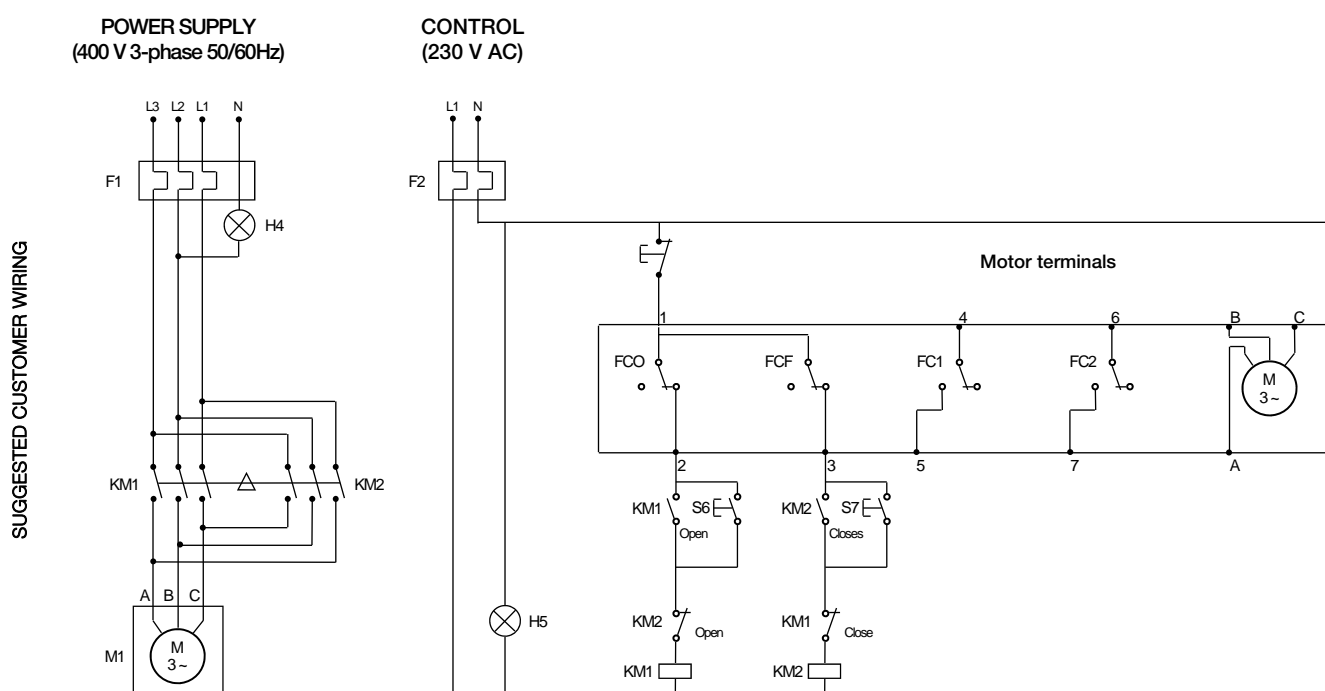 POWER SUPPLY
(400 V 3-phase 50/60Hz)
CONTROL
(230 V AC)
L3 L2 L1 N
L1 N
F1
F2
H4
SUGGESTED CUSTOMER WIRING
Motor terminals
1 4 6 B C
FCO FCF FC1 FC2
M
3~
2 3 5 7 A
KM1 KM2
KM1 S6 KM2 S7
Open Closes
A B C
KM2 KM1
Open Close
H5
M1
M
3~
KM1 KM2